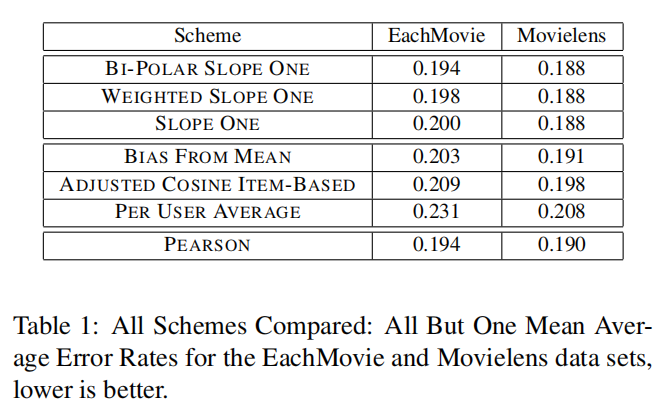 Scheme EachMovie Movielens
BI-POLAR SLOPE ONE 0.194 0.188
WEIGHTED SLOPE ONE 0.198 0.188
SLOPE ONE 0.200 0.188
BIAS FROM MEAN 0.203 0.191
ADJUSTED COSINE ITEM-BASED 0.209 0.198
PER USER AVERAGE 0.231 0.208
PEARSON 0.194 0.190
Table 1: All Schemes Compared: All But One Mean Aver-
age Error Rates for the EachMovie and Movielens data sets,
lower is better.